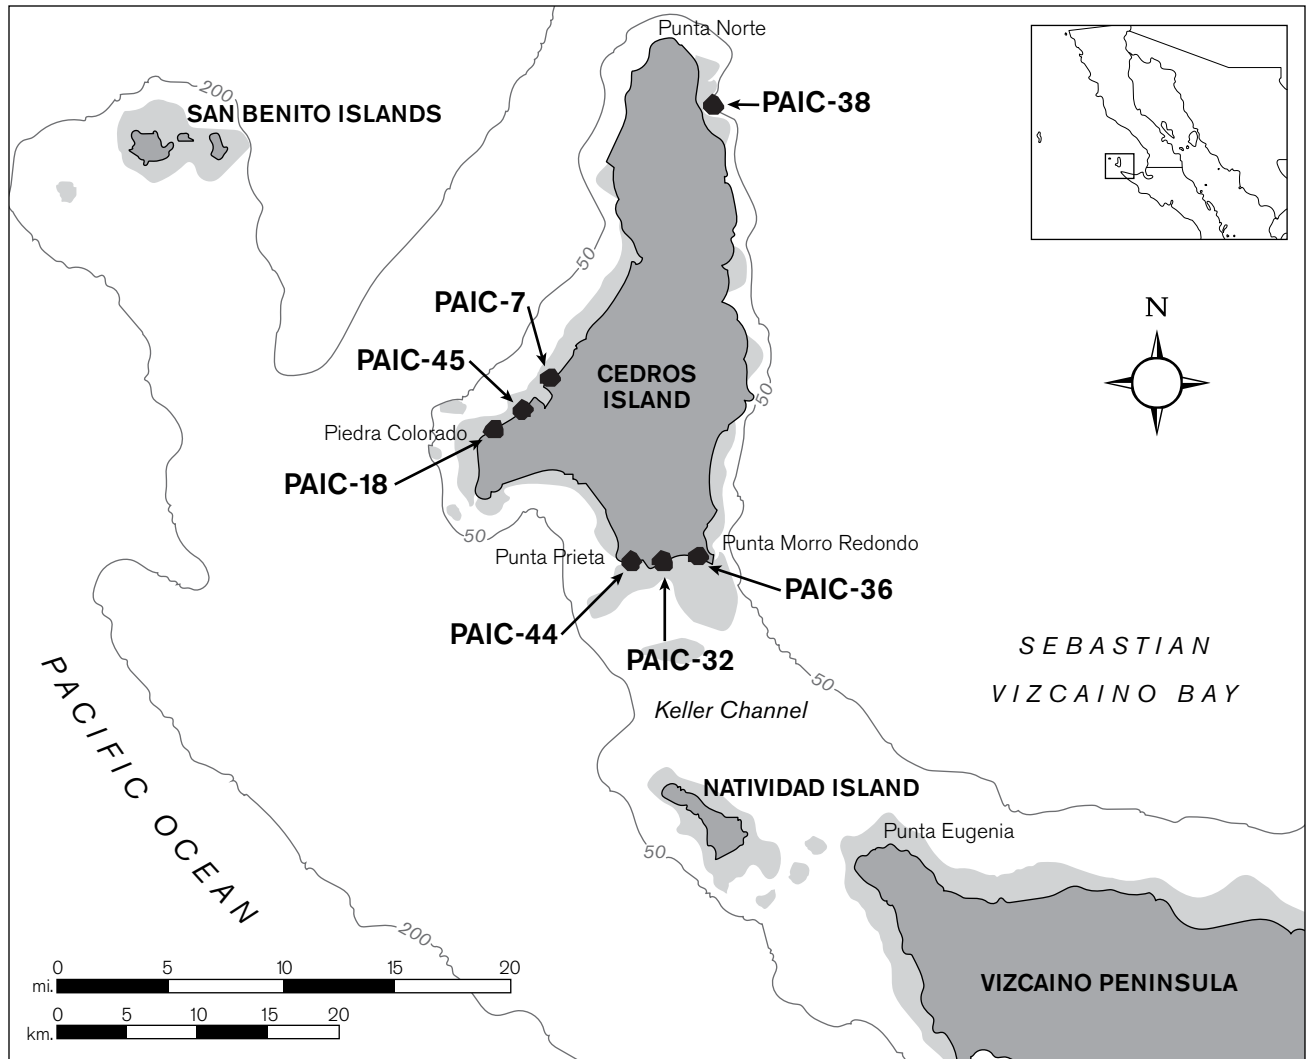 Punta Norte
200
SAN BENITO ISLANDS
PAIC-38
N
50
PAIC-7
PAIC-45
CEDROS
ISLAND
50
Piedra Colorado
PAIC-18
50
Punta Prieta
Punta Morro Redondo
PAIC-36
PAIC-44
PAIC-32
SEBASTIAN
VIZCAINO BAY
50
Keller Channel
PACIFIC OCEAN
NATIVIDAD ISLAND
Punta Eugenia
50
200
VIZCAINO PENINSULA
0 5 10 15 20
mi.
0 5 10 15 20
km.